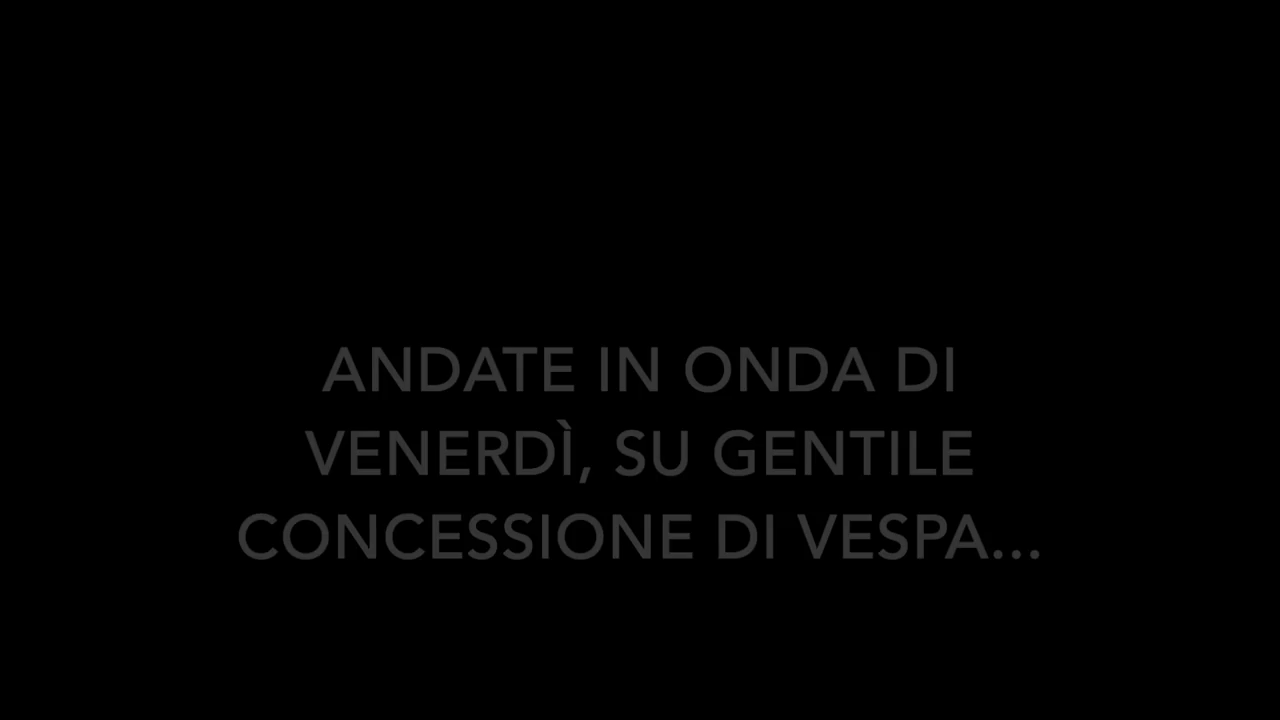 ANDATE IN ONDA DI
VENERDÌ, SU GENTILE
CONCESSIONE DI VESPA...